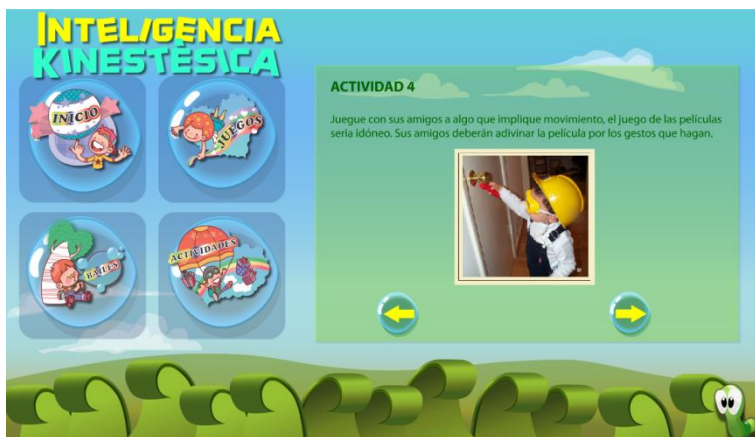 INTELIGENCIA
KINESTÉSICA
INICIO
JUEGOS
BAILES
ACTIVIDADES
ACTIVIDAD 4
Juegue con sus amigos a algo que implique movimiento, el juego de las películas
seria idóneo. Sus amigos deberán adivinar la película por los gestos que hagan.